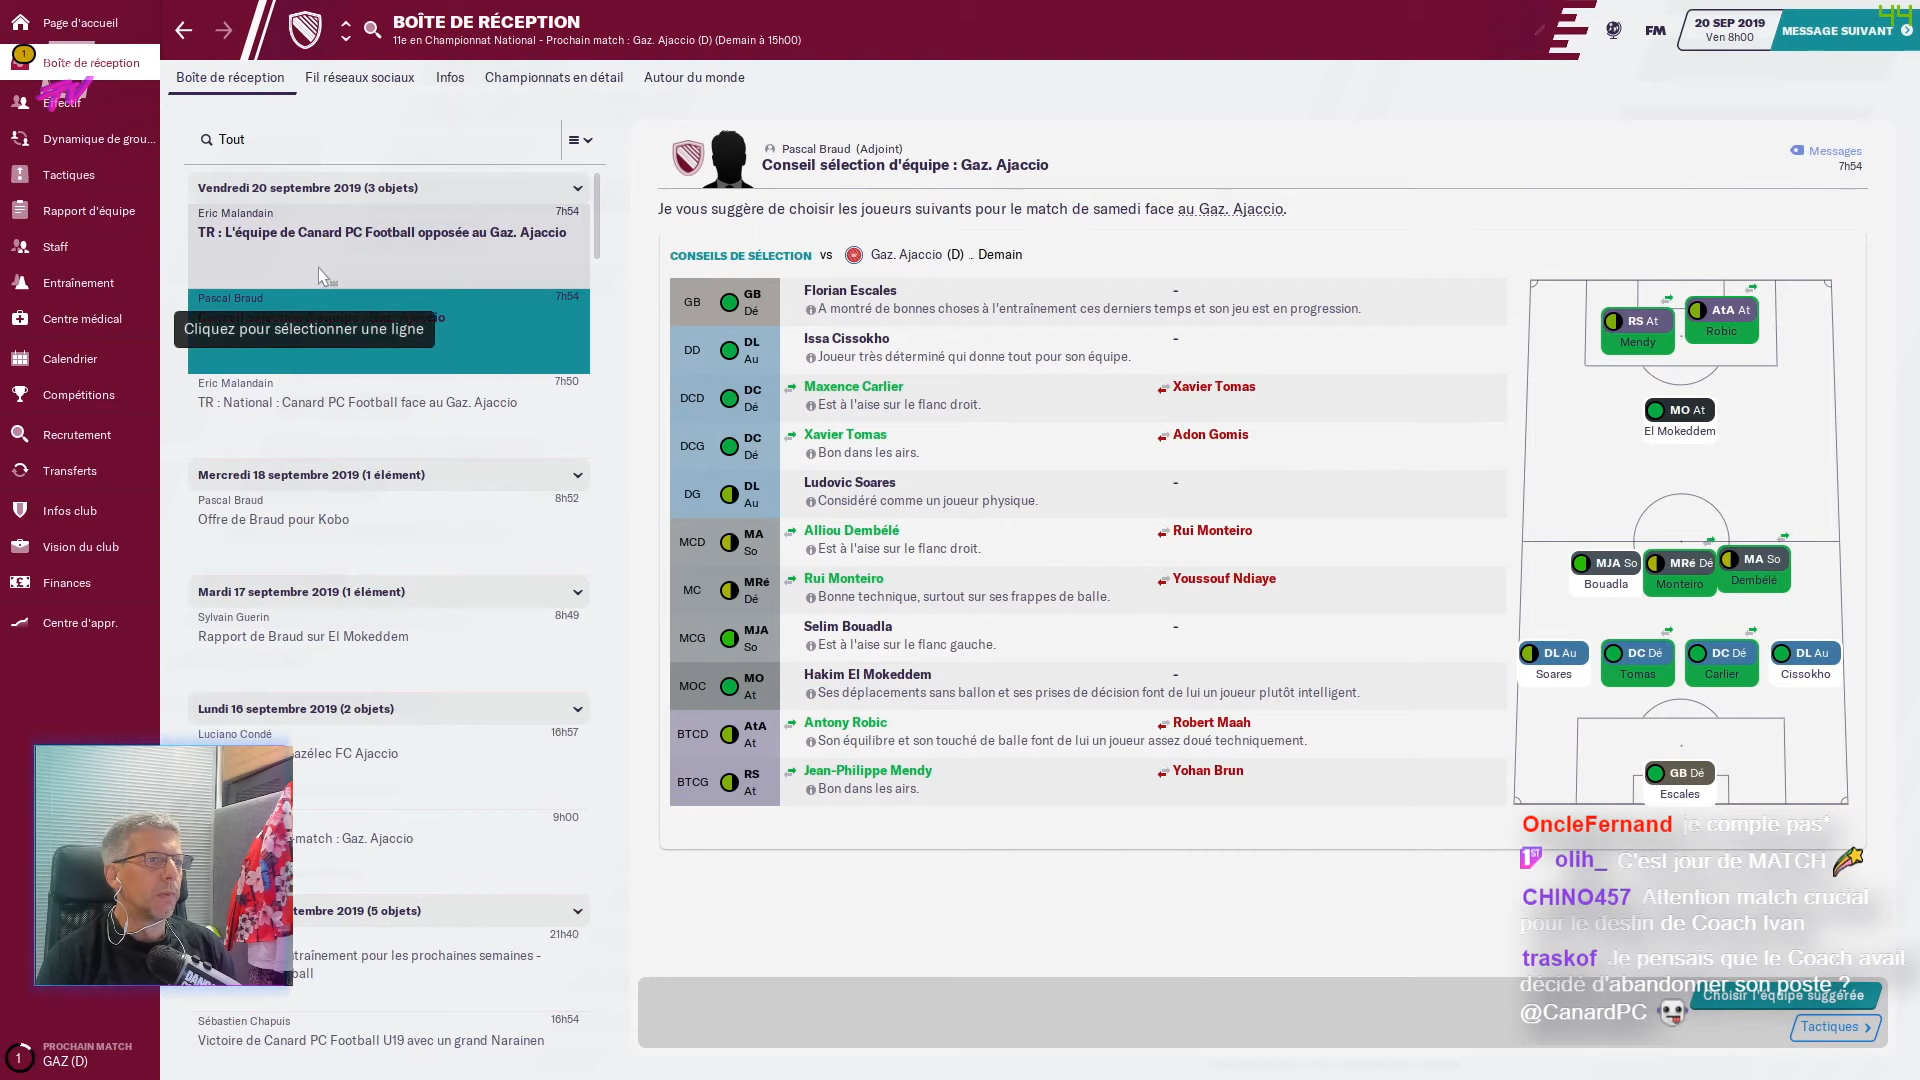 Page d'accueil
1
Boîte de réception
Effectif
Dynamique de grou...
Tactiques
Rapport d'équipe
Staff
Entraînement
Centre médical
Calendrier
Compétitions
Recrutement
Transferts
Infos club
Vision du club
Finances
Centre d'appr.
1
PROCHAIN MATCH
GAZ (D)
BOÎTE DE RÉCEPTION
11e en Championnat National - Prochain match : Gaz. Ajaccio (D) (Demain à 15h00)
FM
20 SEP 2019
Ven 8h00
MESSAGE SUIVANT
44
Boîte de réception
Fil réseaux sociaux
Infos
Championnats en détail
Autour du monde
Tout
Vendredi 20 septembre 2019 (3 objets)
Eric Malandain 7h54
TR : L'équipe de Canard PC Football opposée au Gaz. Ajaccio
Pascal Braud 7h54
Cliquez pour sélectionner une ligne
Eric Malandain 7h50
TR : National : Canard PC Football face au Gaz. Ajaccio
Mercredi 18 septembre 2019 (1 élément)
Pascal Braud 8h52
Offre de Braud pour Kobo
Mardi 17 septembre 2019 (1 élément)
Sylvain Guerin 8h49
Rapport de Braud sur El Mokeddem
Lundi 16 septembre 2019 (2 objets)
Luciano Condé 16h57
azélec FC Ajaccio
9h00
-match : Gaz. Ajaccio
tembre 2019 (5 objets)
21h40
traînement pour les prochaines semaines -
ball
Sébastien Chapuis 16h54
Victoire de Canard PC Football U19 avec un grand Narainen
Pascal Braud (Adjoint)
Conseil sélection d'équipe : Gaz. Ajaccio
Messages
7h54
Je vous suggère de choisir les joueurs suivants pour le match de samedi face au Gaz. Ajaccio.
CONSEILS DE SÉLECTION vs Gaz. Ajaccio (D) .. Demain
GB GB Dé Florian Escales -
A montré de bonnes choses à l'entraînement ces derniers temps et son jeu est en progression.
DD DL Au Issa Cissokho -
Joueur très déterminé qui donne tout pour son équipe.
DCD DC Dé Maxence Carlier Xavier Tomas
Est à l'aise sur le flanc droit.
DCG DC Dé Xavier Tomas Adon Gomis
Bon dans les airs.
DG DL Au Ludovic Soares -
Considéré comme un joueur physique.
MCD MA So Alliou Dembélé Rui Monteiro
Est à l'aise sur le flanc droit.
MC MRé Dé Rui Monteiro Youssouf Ndiaye
Bonne technique, surtout sur ses frappes de balle.
MCG MJA So Selim Bouadla -
Est à l'aise sur le flanc gauche.
MOC MO At Hakim El Mokeddem -
Ses déplacements sans ballon et ses prises de décision font de lui un joueur plutôt intelligent.
BTCD AtA At Antony Robic Robert Maah
Son équilibre et son touché de balle font de lui un joueur assez doué techniquement.
BTCG RS At Jean-Philippe Mendy Yohan Brun
Bon dans les airs.
RS At
Mendy
AtA At
Robic
MO At
El Mokeddem
MJA So
Bouadla
MRé Dé
Monteiro
MA So
Dembélé
DL Au
Soares
DC Dé
Tomas
DC Dé
Carlier
DL Au
Cissokho
GB Dé
Escales
OncleFernand je comple pas*
1ST olih_ C'est jour de MATCH
CHINO457 Attention match crucial
pour le destin de Coach Ivan
traskof Je pensais que le Coach avait
décidé d'abandonner son poste ?
@CanardPC
Choisir l'équipe suggérée
Tactiques